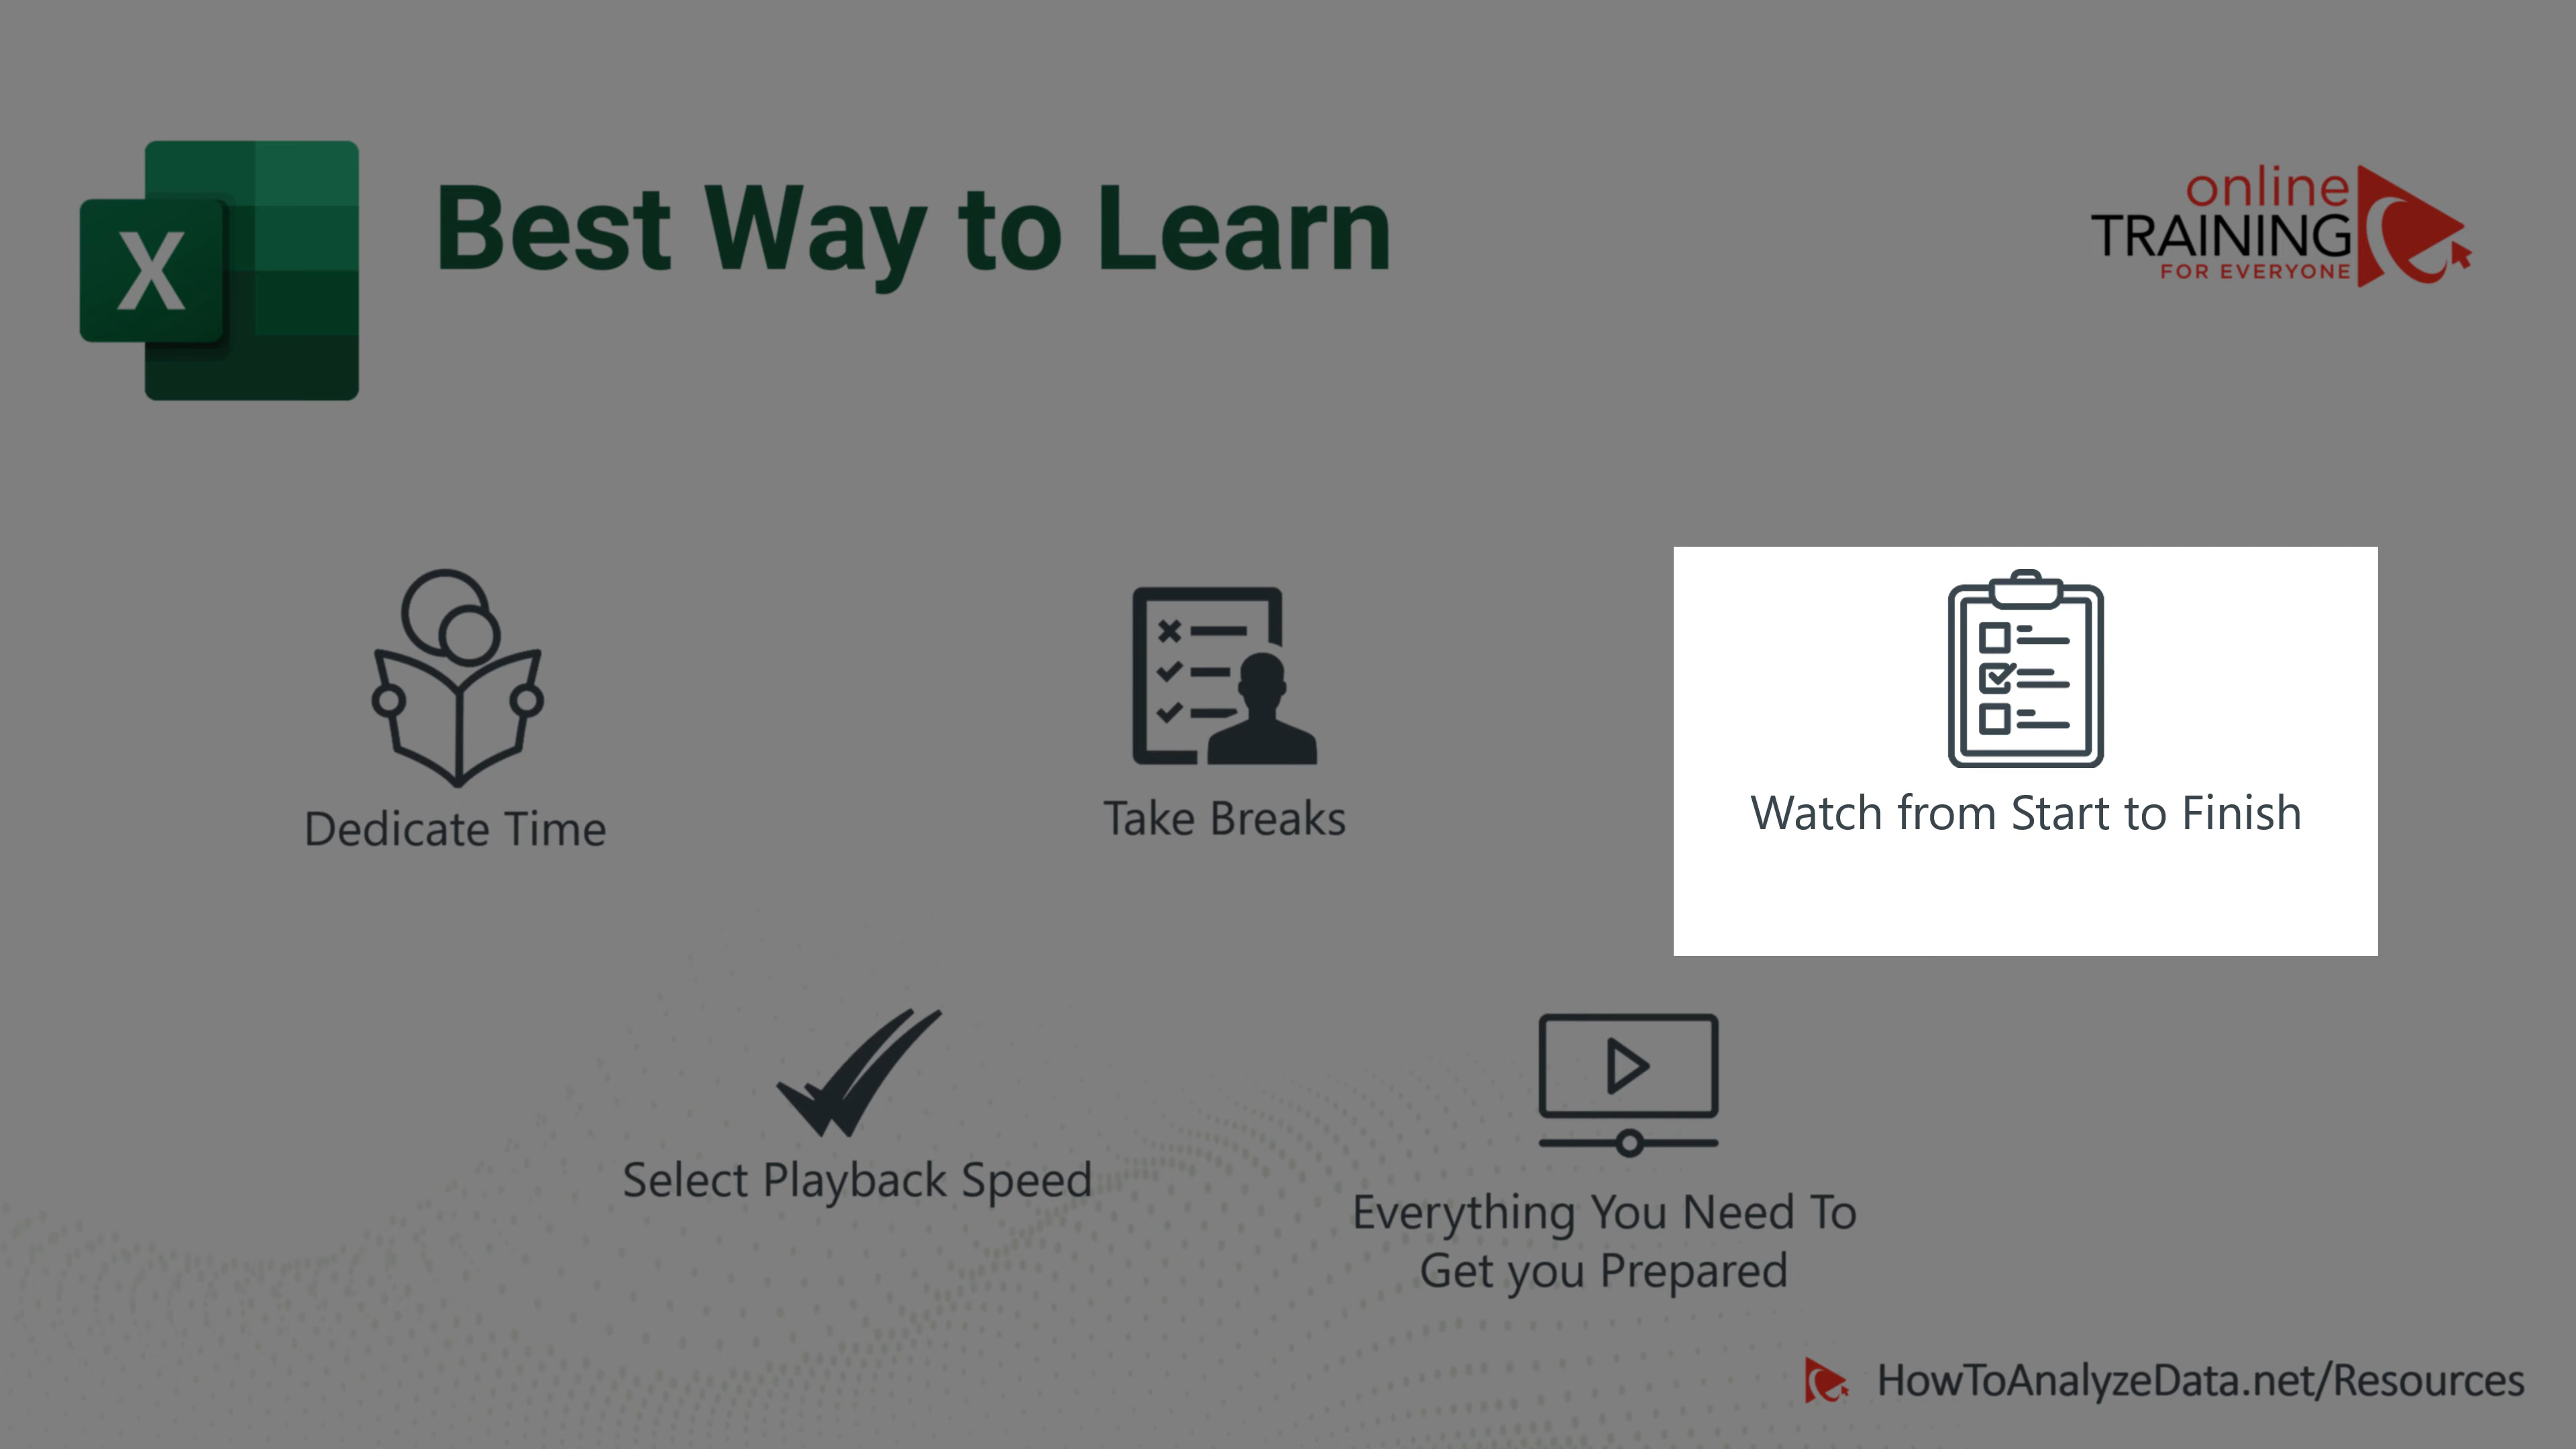 X
Best Way to Learn
online
TRAINING
FOR EVERYONE
Dedicate Time
Take Breaks
Watch from Start to Finish
Select Playback Speed
Everything You Need To
Get you Prepared
HowToAnalyzeData.net/Resources